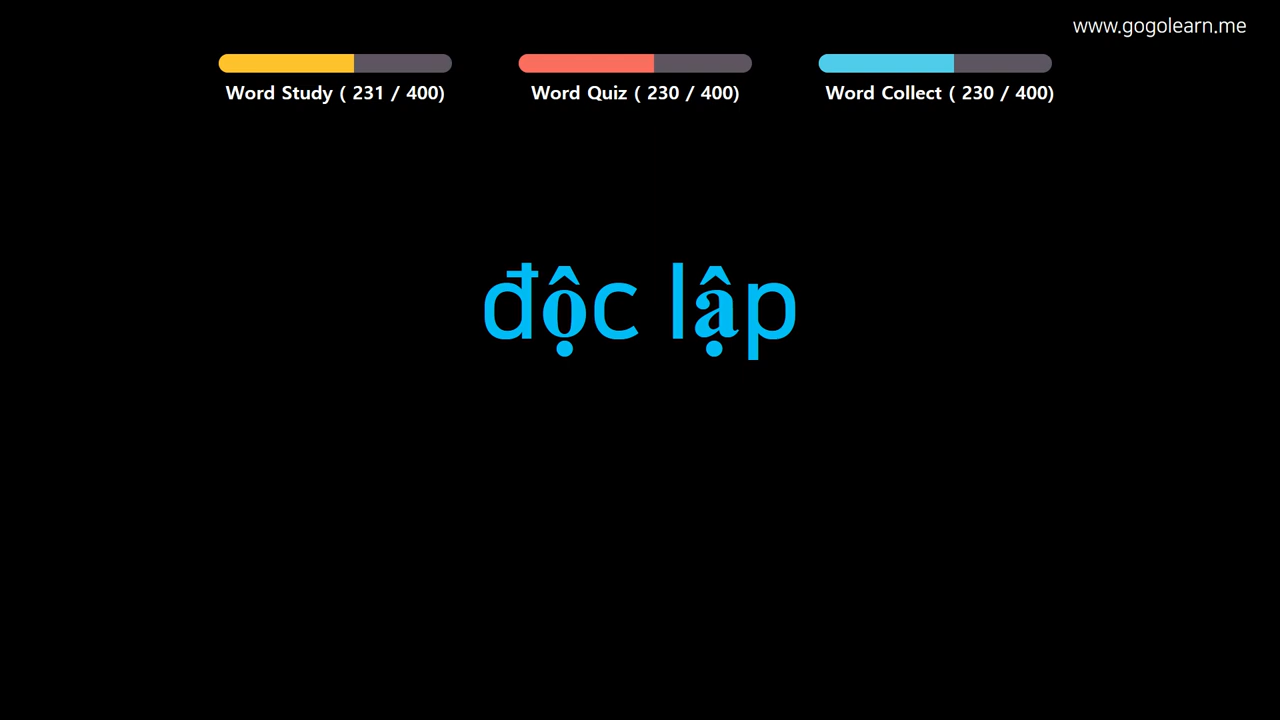 www.gogolearn.me
Word Study ( 231 / 400)
Word Quiz ( 230 / 400)
Word Collect ( 230 / 400)
độc lập